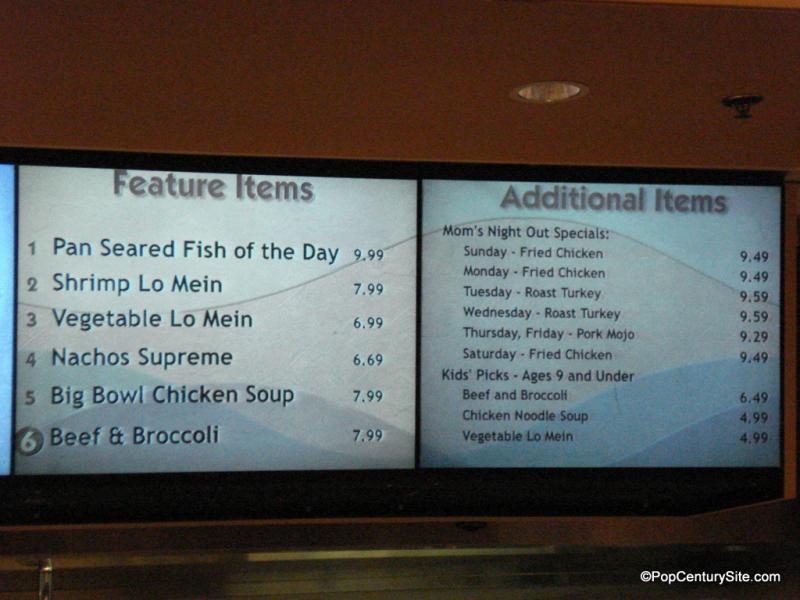 Feature Items
1 Pan Seared Fish of the Day 9.99
2 Shrimp Lo Mein 7.99
3 Vegetable Lo Mein 6.99
4 Nachos Supreme 6.69
5 Big Bowl Chicken Soup 7.99
6 Beef & Broccoli 7.99
Additional Items
Mom's Night Out Specials:
Sunday - Fried Chicken 9.49
Monday - Fried Chicken 9.49
Tuesday - Roast Turkey 9.59
Wednesday - Roast Turkey 9.59
Thursday, Friday - Pork Mojo 9.29
Saturday - Fried Chicken 9.49
Kids' Picks - Ages 9 and Under
Beef and Broccoli 6.49
Chicken Noodle Soup 4.99
Vegetable Lo Mein 4.99
©PopCenturySite.com